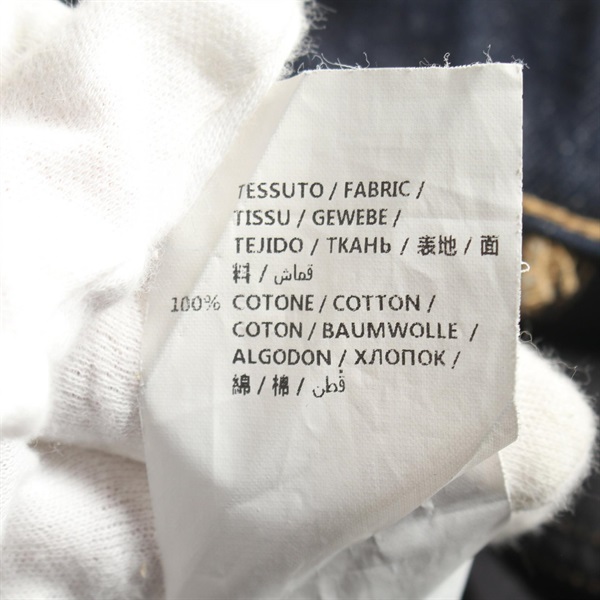 TESSUTO / FABRIC /
TISSU / GEWEBE /
TEJIDO / ТКАНЬ / 表地 / 面
料 / قماش
100% COTONE / COTTON /
COTON / BAUMWOLLE /
ALGODON / ХЛОПОК /
綿 / 棉 / قطن